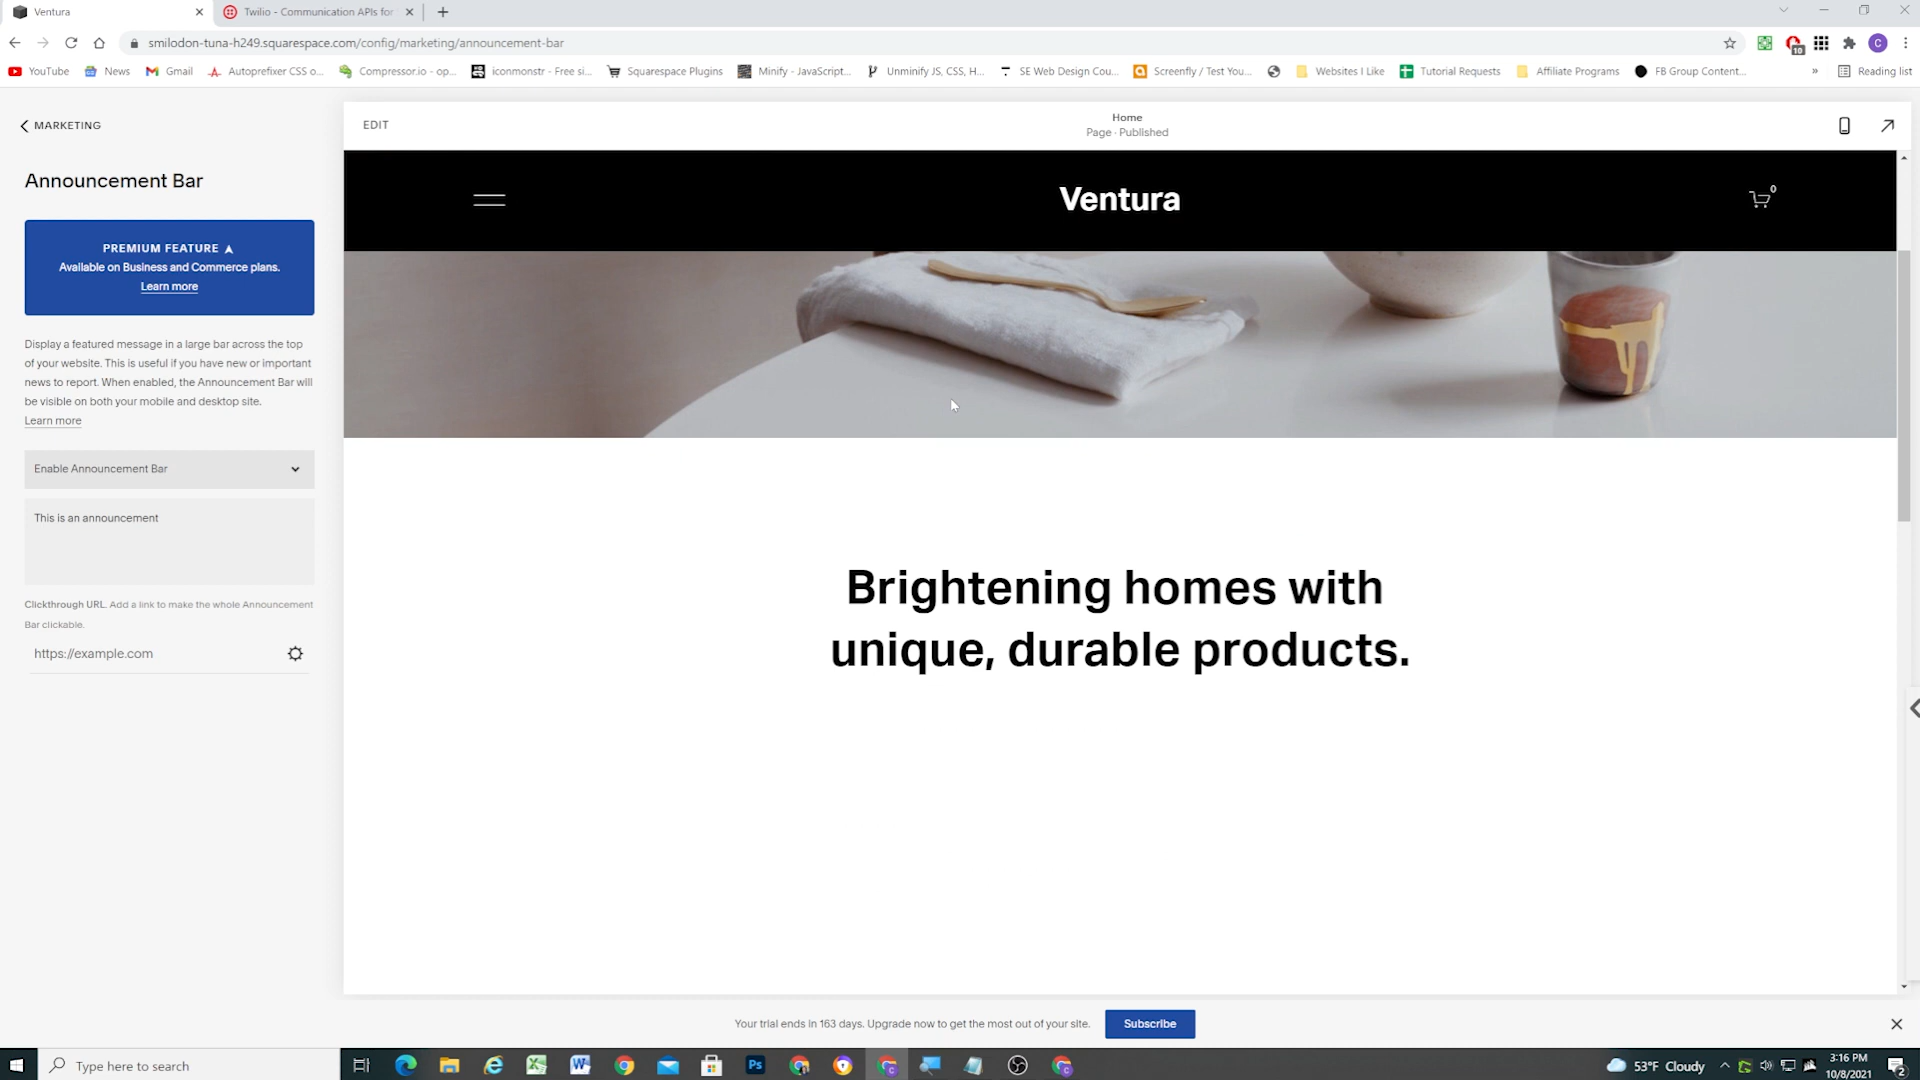 Ventura
Twilio - Communication APIs for
smilodon-tuna-h249.squarespace.com/config/marketing/announcement-bar
10
C
YouTube
News
Gmail
Autoprefixer CSS o...
Compressor.io - op...
iconmonstr - Free si...
Squarespace Plugins
Minify - JavaScript...
Unminify JS, CSS, H...
SE Web Design Cou...
Screenfly / Test You...
Websites I Like
Tutorial Requests
Affiliate Programs
FB Group Content...
»
Reading list
MARKETING
EDIT
Home
Page · Published
Announcement Bar
PREMIUM FEATURE
Available on Business and Commerce plans.
Learn more
Display a featured message in a large bar across the top
of your website. This is useful if you have new or important
news to report. When enabled, the Announcement Bar will
be visible on both your mobile and desktop site.
Learn more
Enable Announcement Bar
This is an announcement
Clickthrough URL. Add a link to make the whole Announcement
Bar clickable.
https://example.com
Ventura
0
Brightening homes with
unique, durable products.
Your trial ends in 163 days. Upgrade now to get the most out of your site.
Subscribe
Type here to search
Ps
53°F Cloudy
3:16 PM
10/8/2021
2